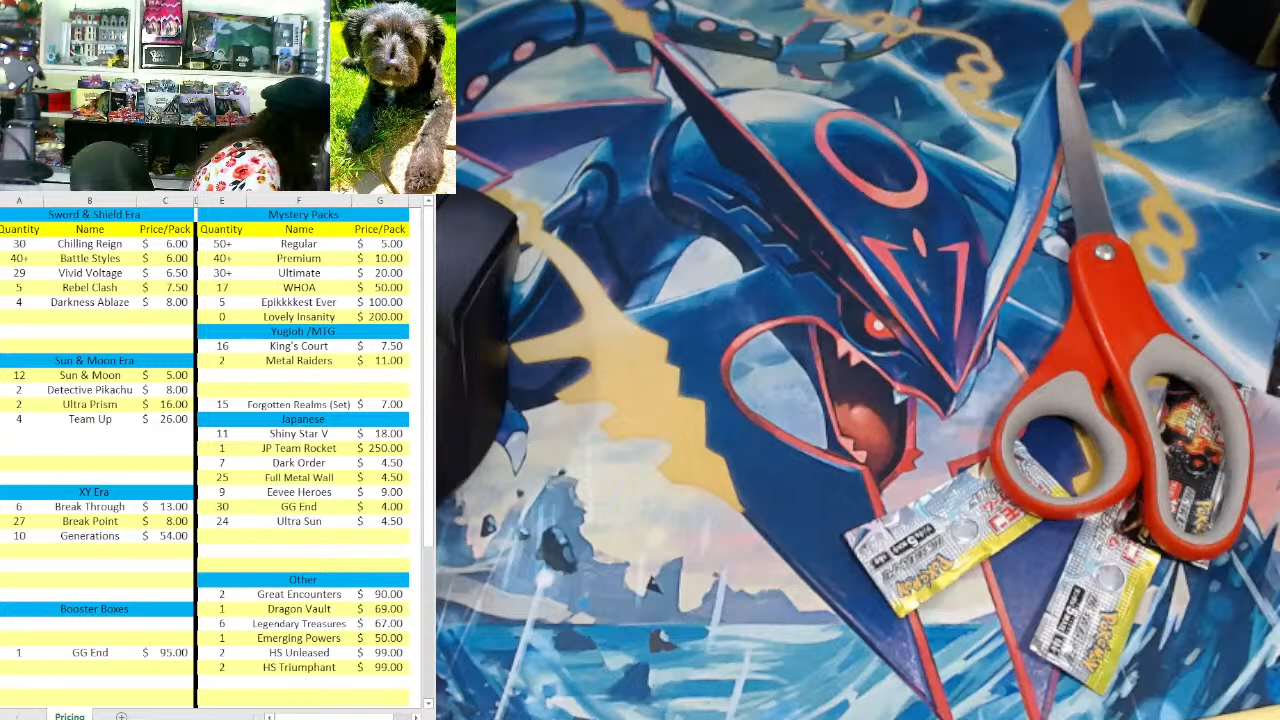 A B C D E F G
Sword & Shield Era
Quantity Name Price/Pack
30 Chilling Reign $ 6.00
40+ Battle Styles $ 6.00
29 Vivid Voltage $ 6.50
5 Rebel Clash $ 7.50
4 Darkness Ablaze $ 8.00
Sun & Moon Era
12 Sun & Moon $ 5.00
2 Detective Pikachu $ 8.00
2 Ultra Prism $ 16.00
4 Team Up $ 26.00
XY Era
6 Break Through $ 13.00
27 Break Point $ 8.00
10 Generations $ 54.00
Booster Boxes
1 GG End $ 95.00
Mystery Packs
Quantity Name Price/Pack
50+ Regular $ 5.00
40+ Premium $ 10.00
30+ Ultimate $ 20.00
17 WHOA $ 50.00
5 Epikkkkest Ever $ 100.00
0 Lovely Insanity $ 200.00
Yugioh /MTG
16 King's Court $ 7.50
2 Metal Raiders $ 11.00
15 Forgotten Realms (Set) $ 7.00
Japanese
11 Shiny Star V $ 18.00
1 JP Team Rocket $ 250.00
7 Dark Order $ 4.50
25 Full Metal Wall $ 4.50
9 Eevee Heroes $ 9.00
30 GG End $ 4.00
24 Ultra Sun $ 4.50
Other
2 Great Encounters $ 90.00
1 Dragon Vault $ 69.00
6 Legendary Treasures $ 67.00
1 Emerging Powers $ 50.00
2 HS Unleased $ 99.00
2 HS Triumphant $ 99.00
Pricing
POKEMON
POKEMON